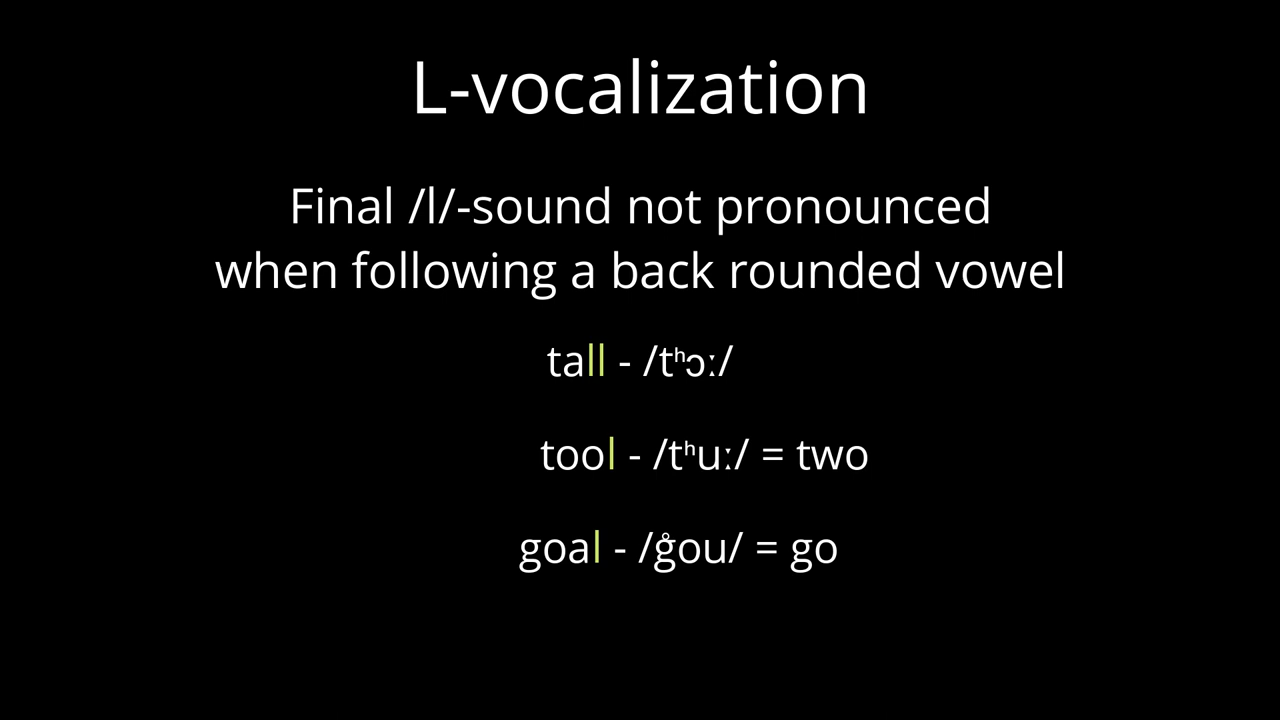 L-vocalization
Final /l/-sound not pronounced
when following a back rounded vowel
tall - /tʰɔː/
tool - /tʰuː/ = two
goal - /g̊ou/ = go